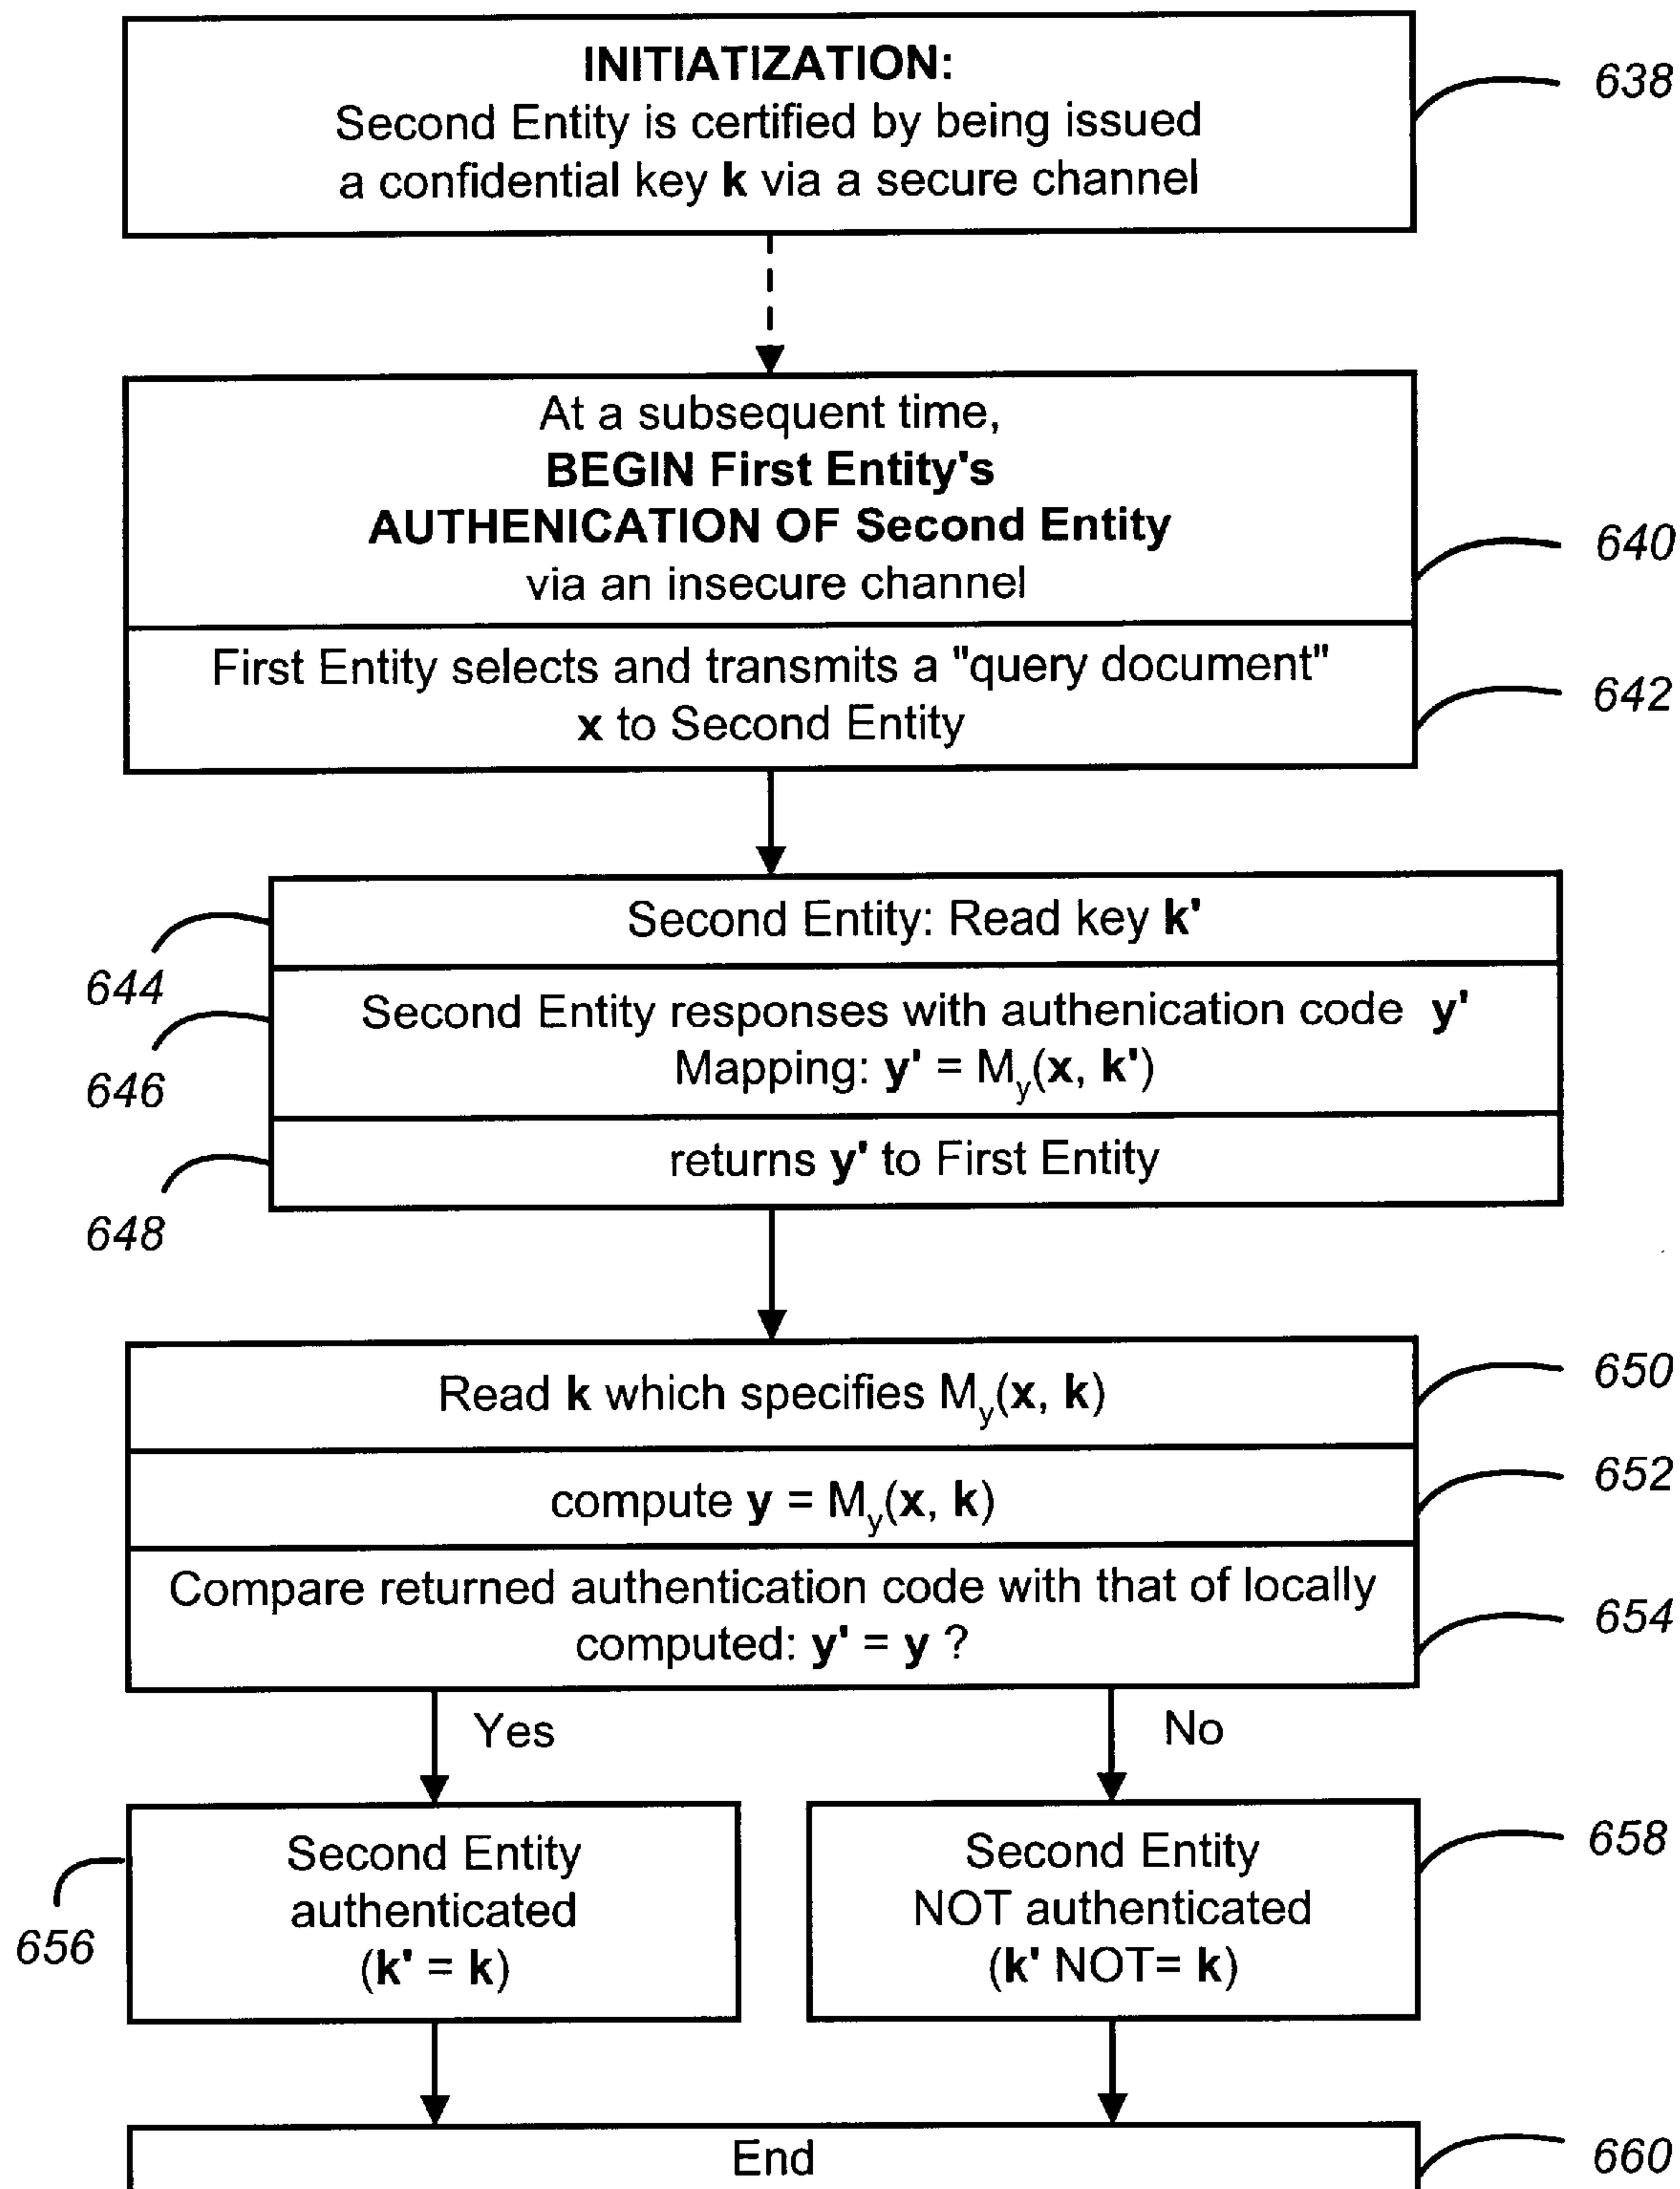 INITIATIZATION:
Second Entity is certified by being issued
a confidential key k via a secure channel
638
At a subsequent time,
BEGIN First Entity's
AUTHENICATION OF Second Entity
via an insecure channel
640
First Entity selects and transmits a "query document"
x to Second Entity
642
Second Entity: Read key k'
644
Second Entity responses with authenication code y'
Mapping: y' = My(x, k')
646
returns y' to First Entity
648
Read k which specifies My(x, k)
650
compute y = My(x, k)
652
Compare returned authentication code with that of locally
computed: y' = y ?
654
Yes
No
Second Entity
authenticated
(k' = k)
656
Second Entity
NOT authenticated
(k' NOT= k)
658
End
660